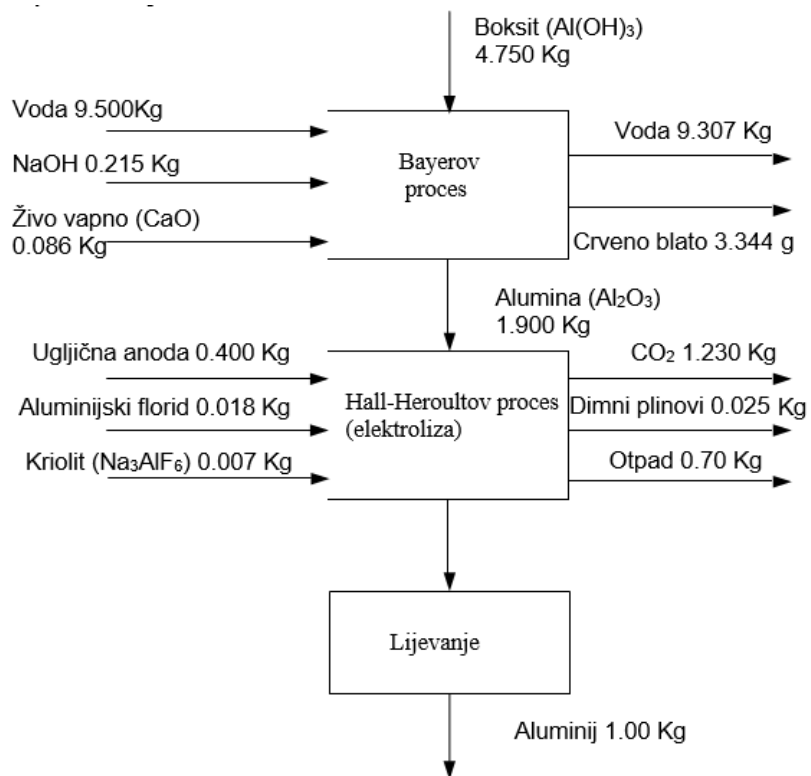 Boksit (Al(OH)₃)
4.750 Kg
Voda 9.500Kg
NaOH 0.215 Kg
Živo vapno (CaO)
0.086 Kg
Bayerov
proces
Voda 9.307 Kg
Crveno blato 3.344 g
Alumina (Al₂O₃)
1.900 Kg
Ugljična anoda 0.400 Kg
Aluminijski florid 0.018 Kg
Kriolit (Na₃AlF₆) 0.007 Kg
Hall-Heroultov proces
(elektroliza)
CO₂ 1.230 Kg
Dimni plinovi 0.025 Kg
Otpad 0.70 Kg
Lijevanje
Aluminij 1.00 Kg